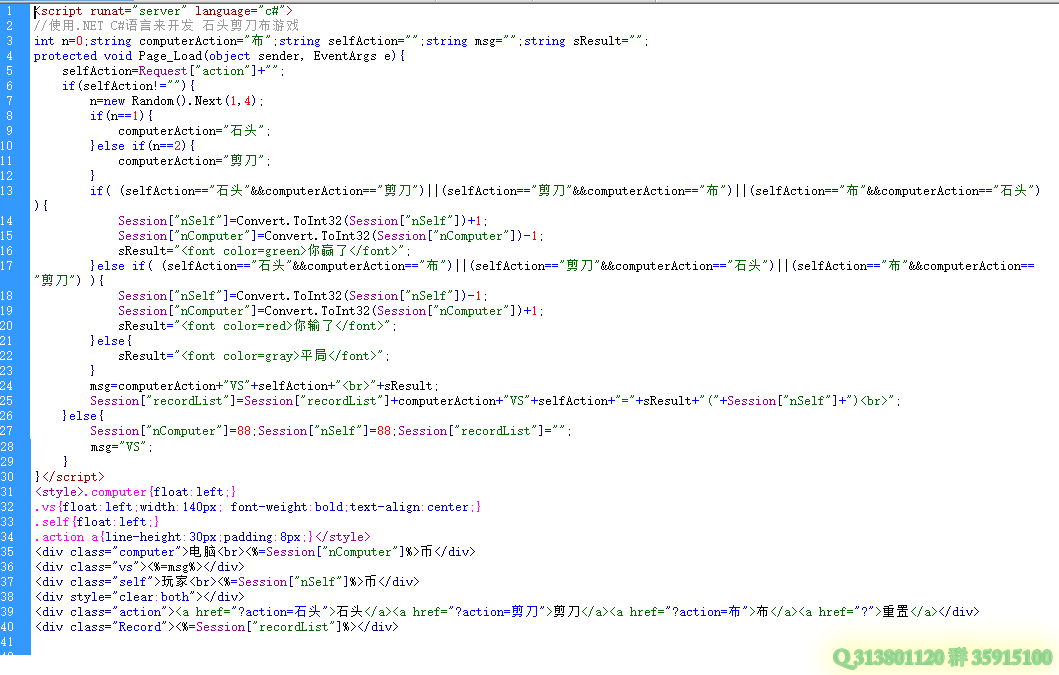 1 <script runat="server" language="c#">
2 //使用.NET C#语言来开发 石头剪刀布游戏
3 int n=0;string computerAction="布";string selfAction="";string msg="";string sResult="";
4 protected void Page_Load(object sender, EventArgs e){
5 selfAction=Request["action"]+"";
6 if(selfAction!=""){
7 n=new Random().Next(1,4);
8 if(n==1){
9 computerAction="石头";
10 }else if(n==2){
11 computerAction="剪刀";
12 }
13 if( (selfAction=="石头"&&computerAction=="剪刀")||(selfAction=="剪刀"&&computerAction=="布")||(selfAction=="布"&&computerAction=="石头")
){
14 Session["nSelf"]=Convert.ToInt32(Session["nSelf"])+1;
15 Session["nComputer"]=Convert.ToInt32(Session["nComputer"])-1;
16 sResult="<font color=green>你赢了</font>";
17 }else if( (selfAction=="石头"&&computerAction=="布")||(selfAction=="剪刀"&&computerAction=="石头")||(selfAction=="布"&&computerAction==
"剪刀") ){
18 Session["nSelf"]=Convert.ToInt32(Session["nSelf"])-1;
19 Session["nComputer"]=Convert.ToInt32(Session["nComputer"])+1;
20 sResult="<font color=red>你输了</font>";
21 }else{
22 sResult="<font color=gray>平局</font>";
23 }
24 msg=computerAction+"VS"+selfAction+"<br>"+sResult;
25 Session["recordList"]=Session["recordList"]+computerAction+"VS"+selfAction+"="+sResult+"("+Session["nSelf"]+")<br>";
26 }else{
27 Session["nComputer"]=88;Session["nSelf"]=88;Session["recordList"]="";
28 msg="VS";
29 }
30 }</script>
31 <style>.computer{float:left;}
32 .vs{float:left;width:140px; font-weight:bold;text-align:center;}
33 .self{float:left;}
34 .action a{line-height:30px;padding:8px;}</style>
35 <div class="computer">电脑<br><%=Session["nComputer"]%>币</div>
36 <div class="vs"><%=msg%></div>
37 <div class="self">玩家<br><%=Session["nSelf"]%>币</div>
38 <div style="clear:both"></div>
39 <div class="action"><a href="?action=石头">石头</a><a href="?action=剪刀">剪刀</a><a href="?action=布">布</a><a href="?">重置</a></div>
40 <div class="Record"><%=Session["recordList"]%></div>
41
Q313801120 群 35915100